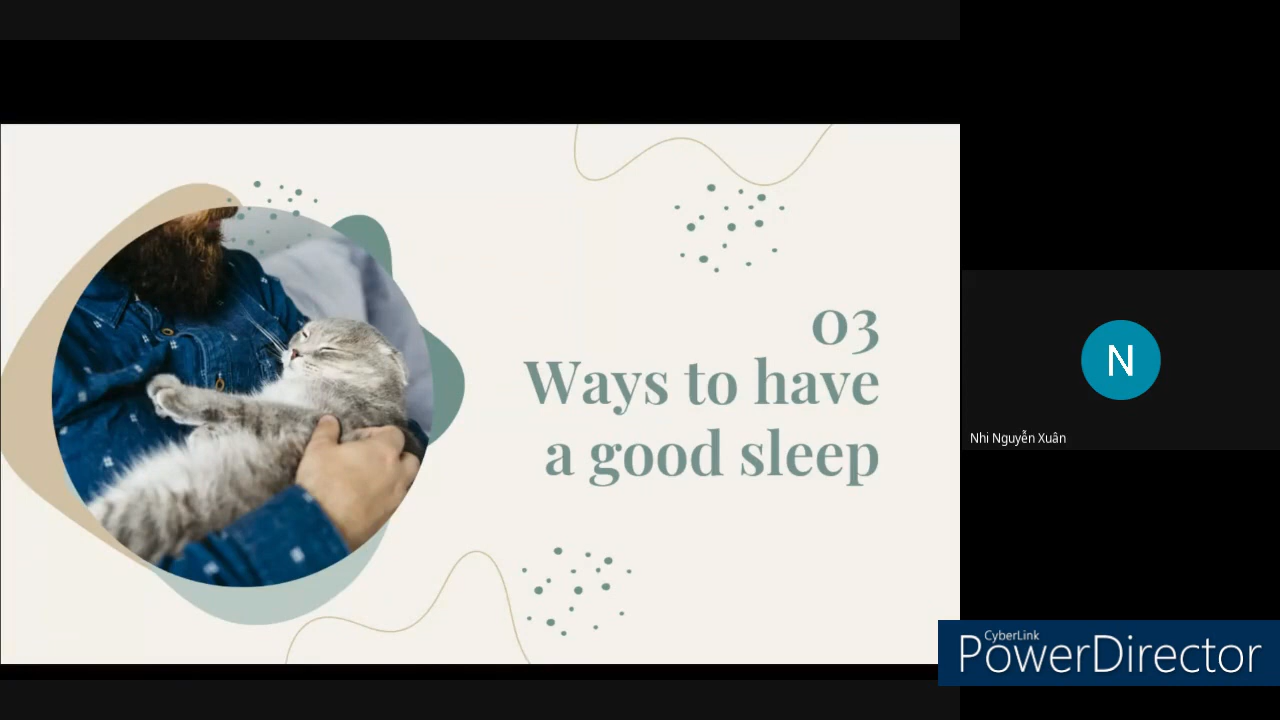 03
Ways to have
a good sleep
N
Nhi Nguyễn Xuân
CyberLink
PowerDirector